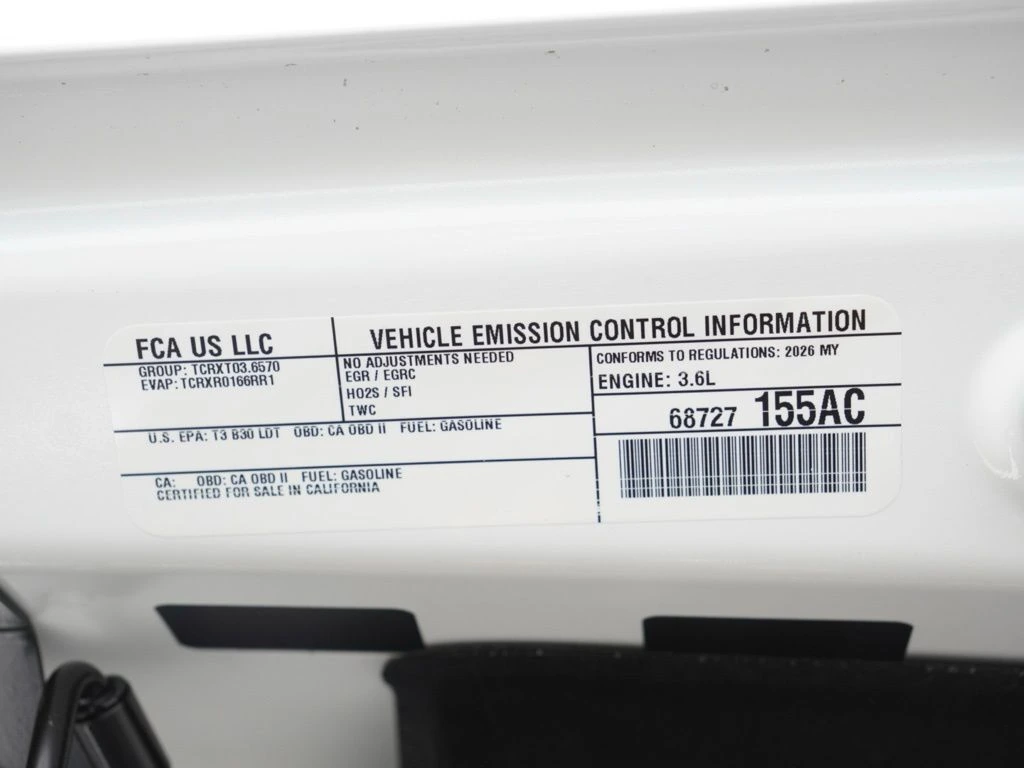 FCA US LLC
GROUP: TCRXT03.6570
EVAP: TCRXR0166RR1
VEHICLE EMISSION CONTROL INFORMATION
NO ADJUSTMENTS NEEDED
EGR / EGRC
HO2S / SFI
TWC
CONFORMS TO REGULATIONS: 2026 MY
ENGINE: 3.6L
68727 155AC
U.S. EPA: T3 B30 LDT OBD: CA OBD II FUEL: GASOLINE
CA: OBD: CA OBD II FUEL: GASOLINE
CERTIFIED FOR SALE IN CALIFORNIA